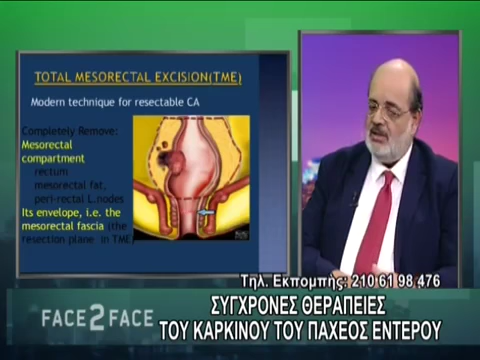 TOTAL MESORECTAL EXCISION(TME)
Modern technique for resectable CA
Completely Remove:
Mesorectal
compartment
rectum
mesorectal fat,
peri-rectal L.nodes
Its envelope, i.e. the
mesorectal fascia (the
resection plane in TME)
Τηλ. Εκπομπής: 210 61 98 476
FACE2FACE
ΣΥΓΧΡΟΝΕΣ ΘΕΡΑΠΕΙΕΣ
ΤΟΥ ΚΑΡΚΙΝΟΥ ΤΟΥ ΠΑΧΕΟΣ ΕΝΤΕΡΟΥ